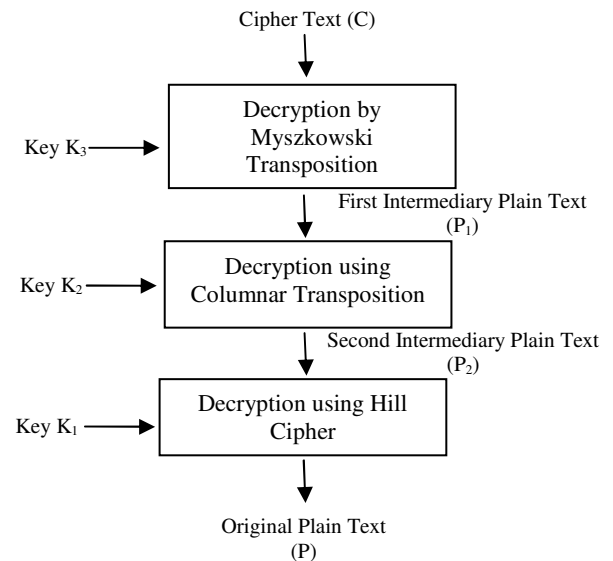 Cipher Text (C)
Decryption by
Myszkowski
Transposition
Key K₃
First Intermediary Plain Text
(P₁)
Decryption using
Columnar Transposition
Key K₂
Second Intermediary Plain Text
(P₂)
Decryption using Hill
Cipher
Key K₁
Original Plain Text
(P)